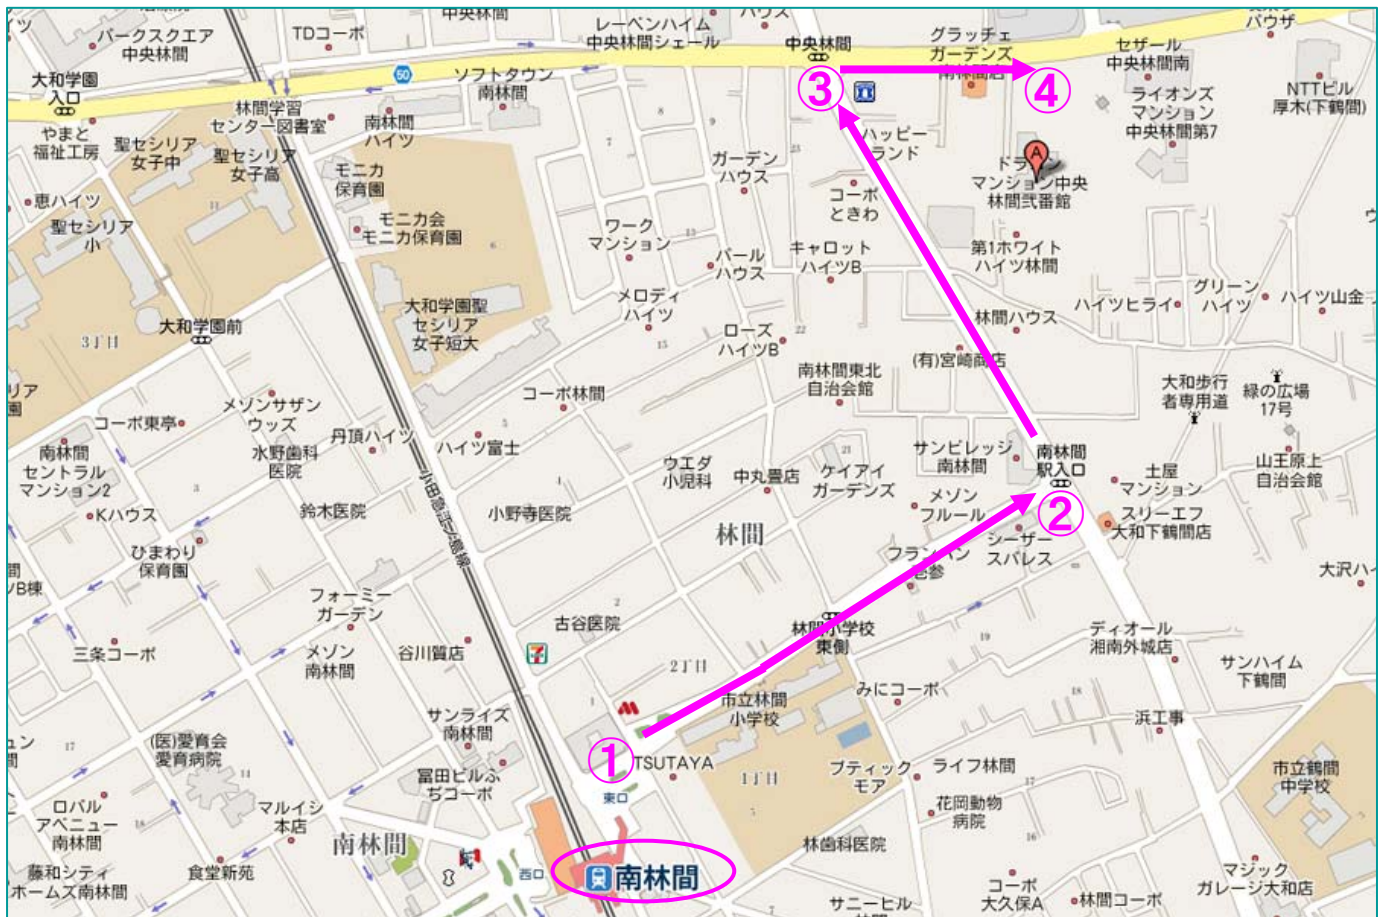 中央林間
パークスクエア
中央林間
TDコーポ
レーベンハイム
中央林間シェール
ハウス
中央林間
グラッチェ
ガーデンズ
南林間店
セザール
中央林間南
パウザ
大和学園
入口
50
ソフトタウン
南林間
③
④
ライオンズ
マンション
中央林間第7
NTTビル
厚木(下鶴間)
林間学習
センター図書室
南林間
ハイツ
やまと
福祉工房
聖セシリア
女子中
聖セシリア
女子高
モニカ
保育園
ガーデン
ハウス
ハッピー
ランド
A
マンション中央
林間弐番館
コーポ
ときわ
恵ハイツ
聖セシリア
小
モニカ会
モニカ保育園
ワーク
マンション
パール
ハウス
キャロット
ハイツB
第1ホワイト
ハイツ林間
大和学園聖
セシリア
女子短大
メロディ
ハイツ
ローズ
ハイツB
林間ハウス
ハイツヒライ
グリーン
ハイツ
ハイツ山金
大和学園前
3丁目
(有)宮崎商店
南林間東北
自治会館
大和歩行
者専用道
緑の広場
17号
コーポ林間
メゾンサザン
ウッズ
コーポ東亭
丹頂ハイツ
ハイツ富士
水野歯科
医院
南林間
セントラル
マンション2
ウエダ
小児科
中丸畳店
ケイアイ
ガーデンズ
サンビレッジ
南林間
南林間
駅入口
②
土屋
マンション
山王原上
自治会館
メゾン
フルール
スリーエフ
大和下鶴間店
シーザー
スパレス
Kハウス
鈴木医院
小野寺医院
林間
小田急江ノ島線
ひまわり
保育園
大沢ハイ
フォーミー
ガーデン
古谷医院
林間小学校
東側
ディオール
湘南外城店
サンハイム
下鶴間
三条コーポ
メゾン
南林間
谷川質店
2丁目
みにコーポ
市立林間
小学校
浜工事
サンライズ
南林間
①
TSUTAYA
(医)愛育会
愛育病院
冨田ビルふ
ぢコーポ
1丁目
ブティック
モア
ライフ林間
市立鶴間
中学校
東口
花岡動物
病院
ロバル
アベニュー
南林間
マルイシ
本店
南林間
林歯科医院
藤和シティ
ホームズ南林間
食堂新苑
西口
南林間
コーポ
大久保A
林間コーポ
マジック
ガレージ大和店
サニーヒル